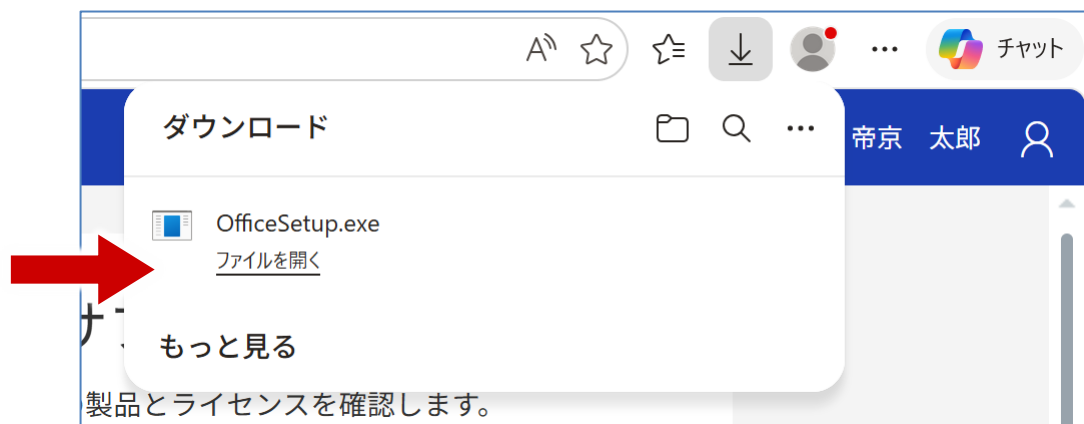 チャット
ダウンロード
帝京 太郎
OfficeSetup.exe
ファイルを開く
もっと見る
製品とライセンスを確認します。